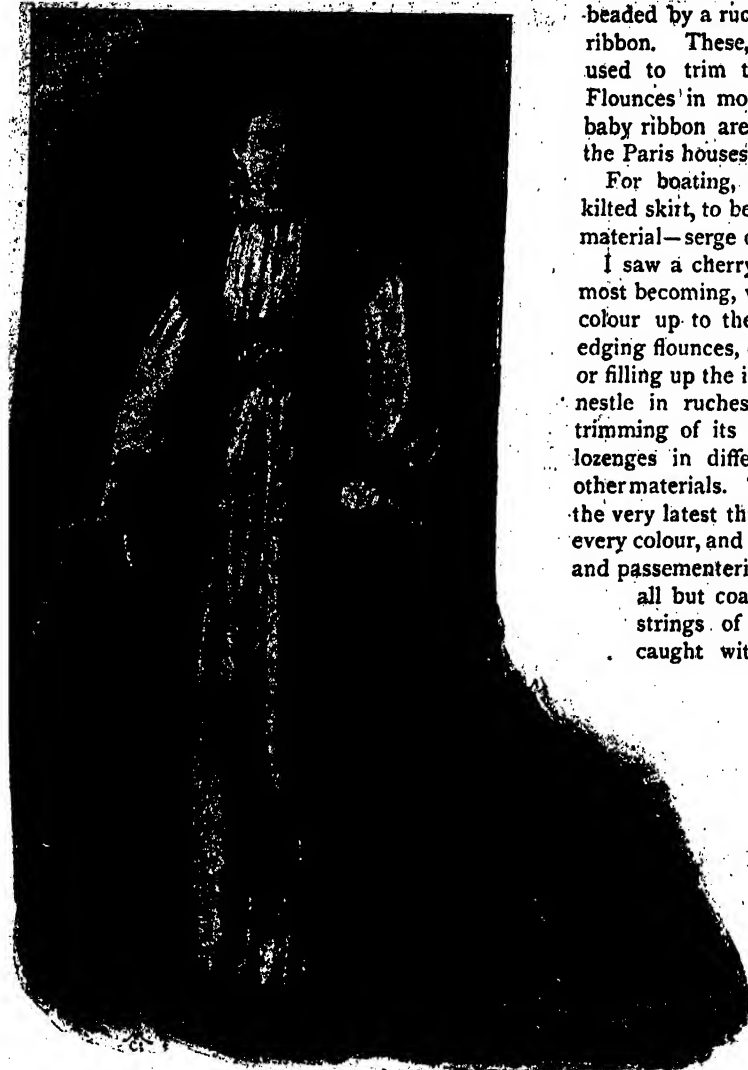 beaded by a ruc
ribbon. These,
used to trim t
Flounces in mo
baby ribbon are
the Paris houses
For boating,
kilted skirt, to be
material—serge o
I saw a cherry
most becoming, w
colour up to the
edging flounces,
or filling up the i
nestle in ruches
trimming of its
lozenges in diffe
other materials.
the very latest th
every colour, and
and passementeri
all but coa
strings of
caught wit